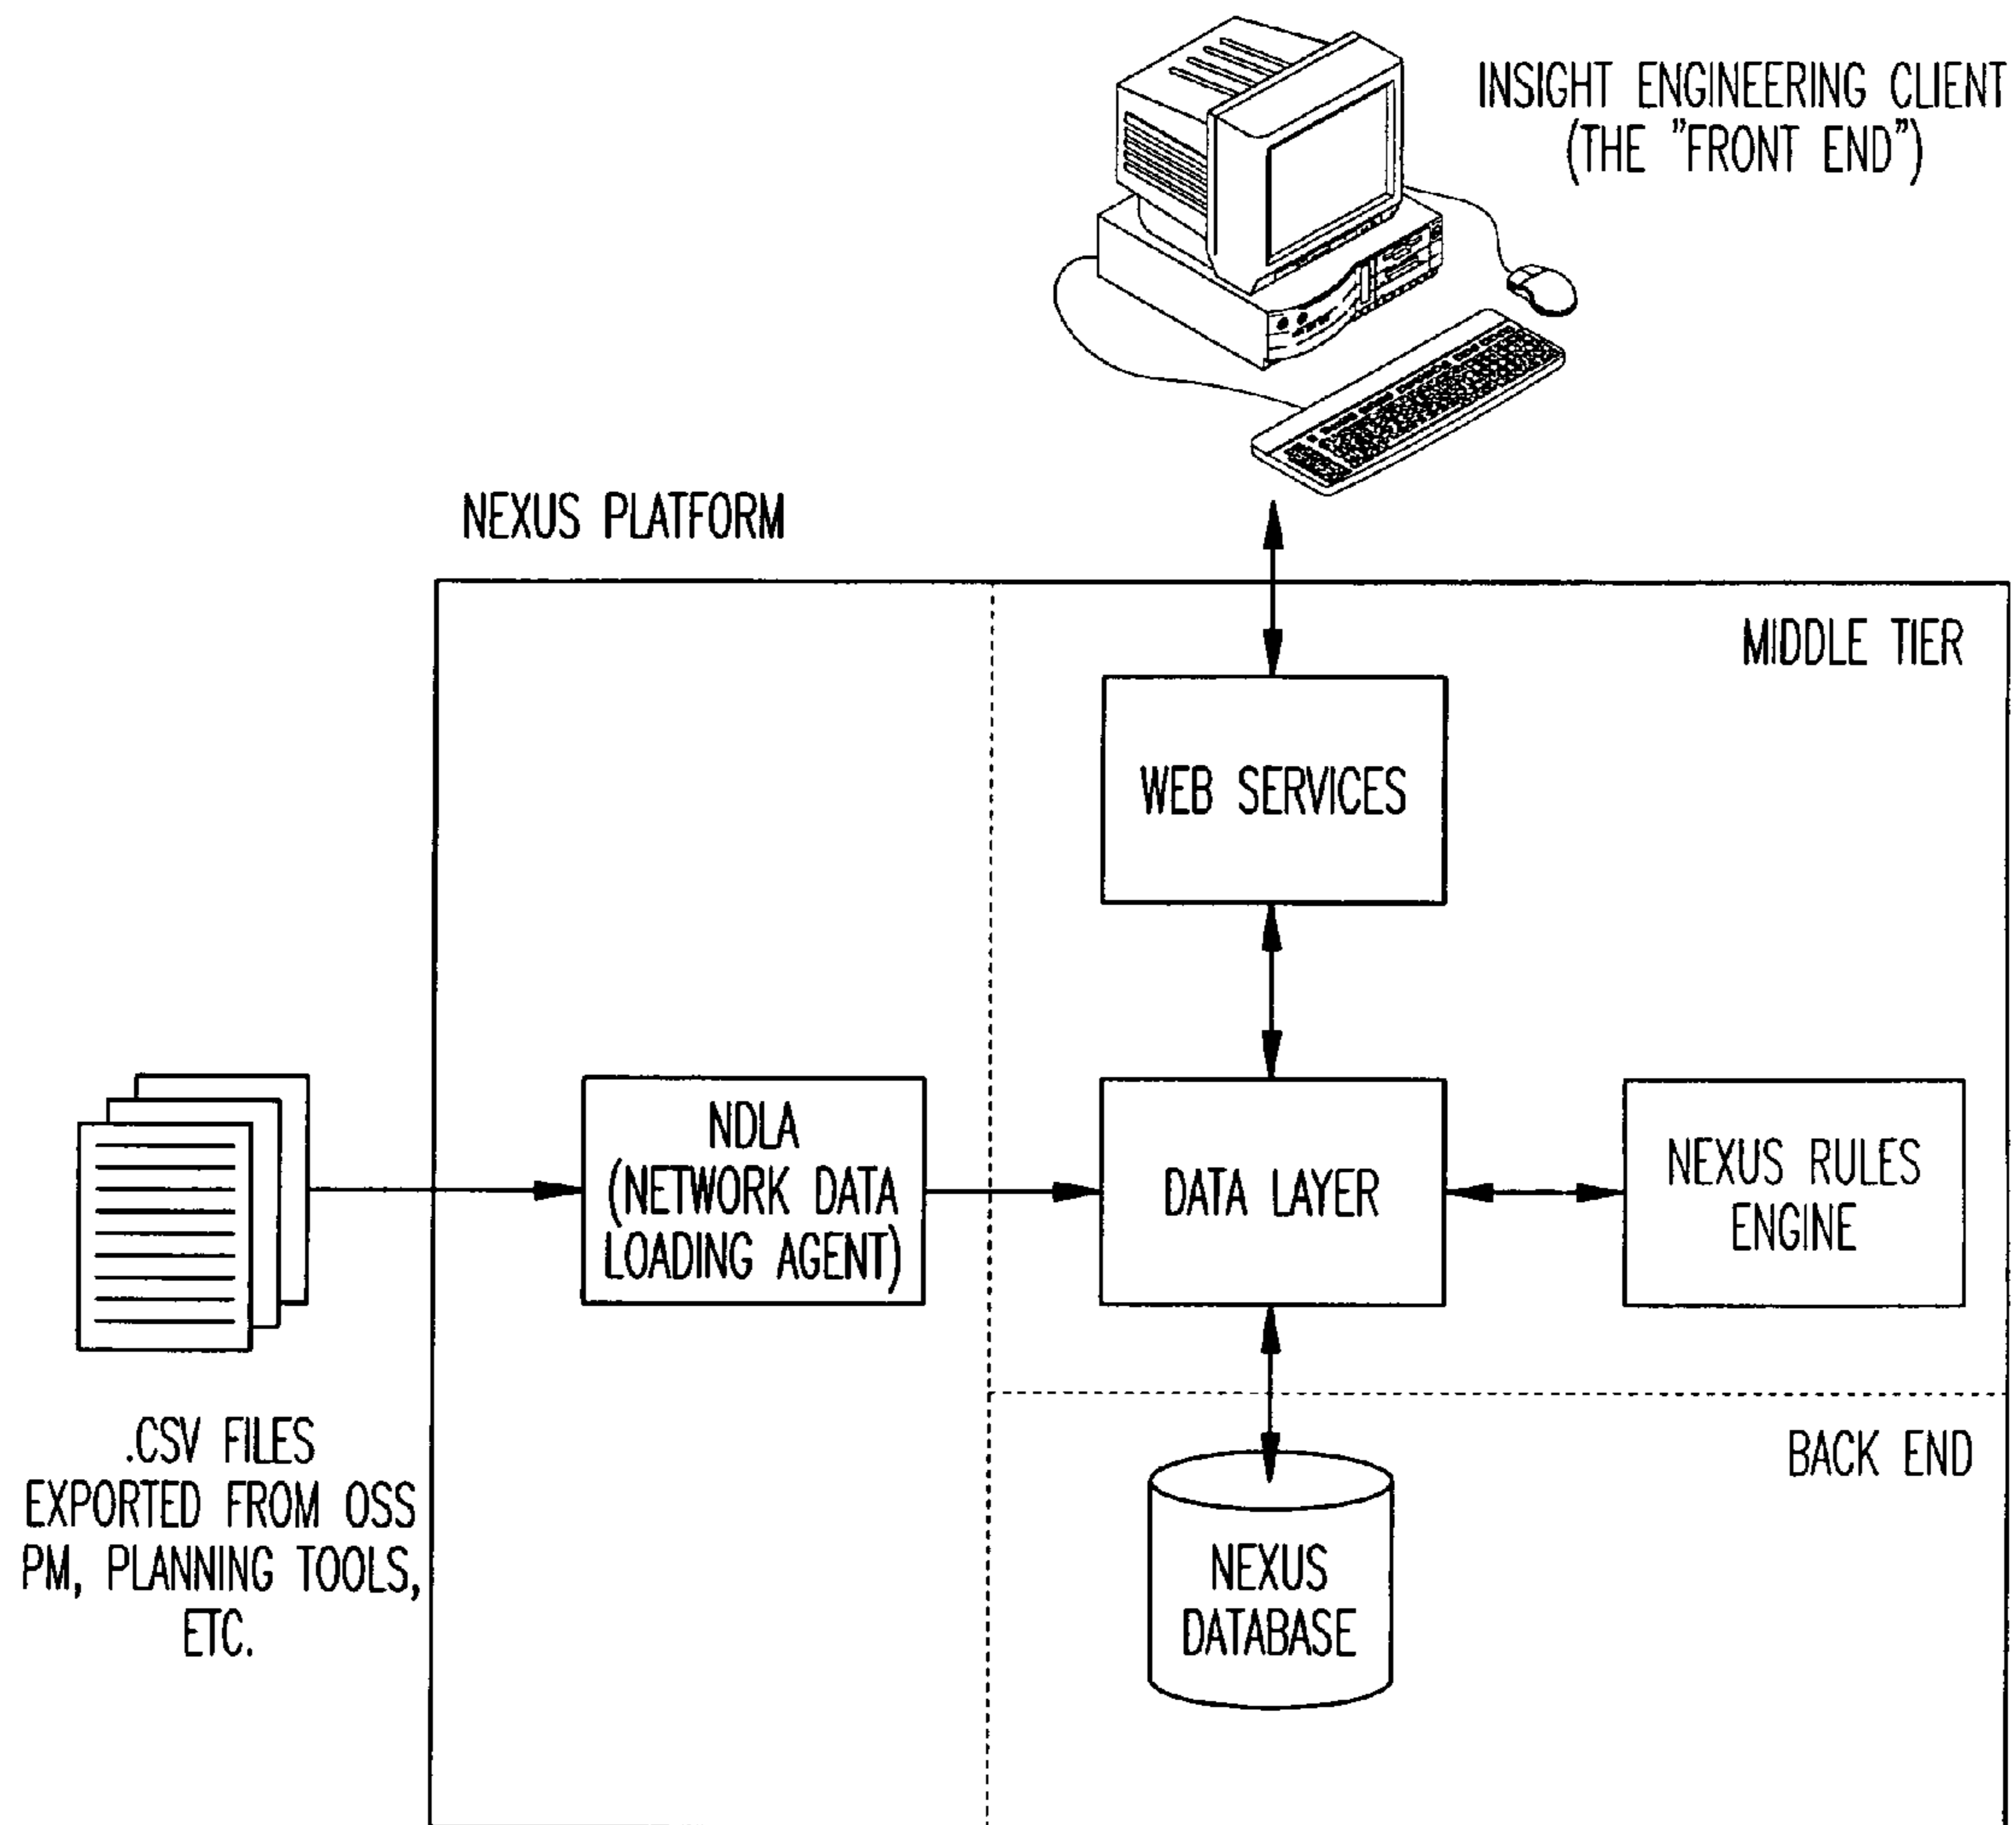 INSIGHT ENGINEERING CLIENT
(THE "FRONT END")
NEXUS PLATFORM
MIDDLE TIER
WEB SERVICES
NDLA
(NETWORK DATA
LOADING AGENT)
DATA LAYER
NEXUS RULES
ENGINE
.CSV FILES
EXPORTED FROM OSS
PM, PLANNING TOOLS,
ETC.
BACK END
NEXUS
DATABASE